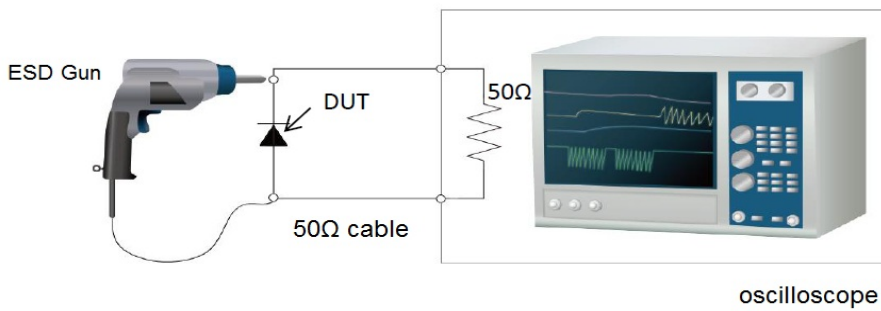 ESD Gun
DUT
50Ω
50Ω cable
oscilloscope